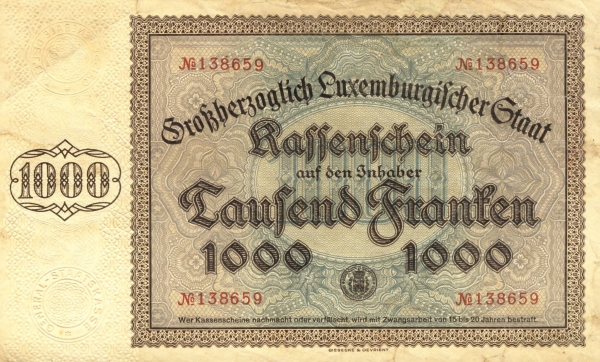 №138659 №138659
Großherzoglich Luxemburgischer Staat
Kassenschein
auf den Inhaber
Tausend Franken
1000
1000 1000
№138659 №138659
Wer Kassenscheine nachmacht oder verfälscht, wird mit Zwangsarbeit von 15 bis 20 Jahren bestraft.
GIESECKE & DEVRIENT